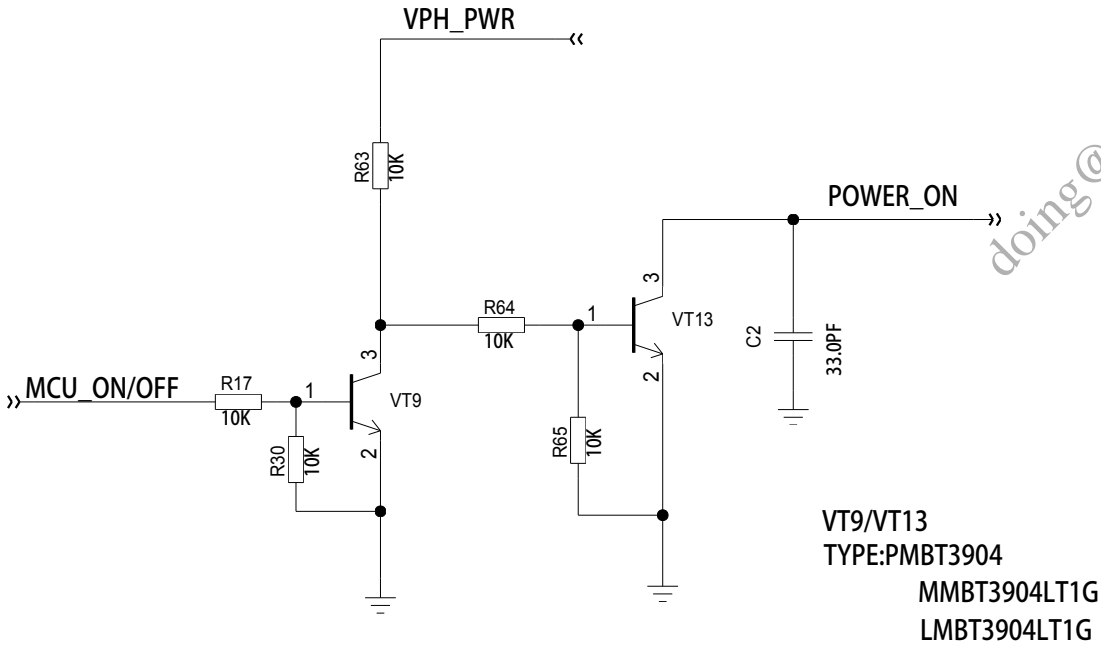 VPH_PWR
R63
10K
POWER_ON
doing@
3
R64
10K
1
VT13
C2
33.0PF
2
MCU_ON/OFF
R17
10K
1
3
VT9
R30
10K
2
R65
10K
VT9/VT13
TYPE:PMBT3904
MMBT3904LT1G
LMBT3904LT1G